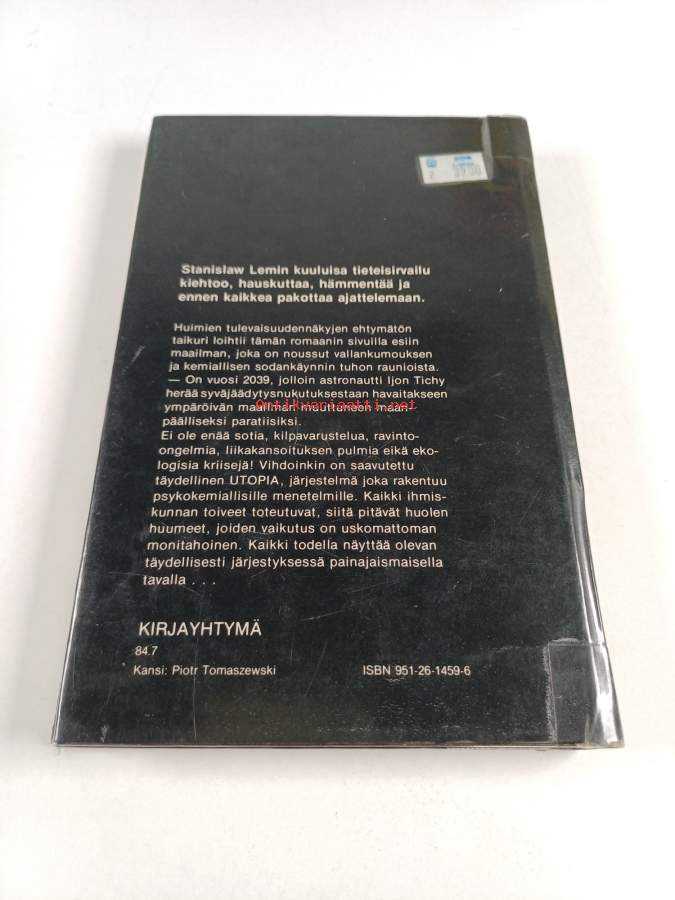 Stanislaw Lemin kuuluisa tieteisirvailu
kiehtoo, hauskuttaa, hämmentää ja
ennen kaikkea pakottaa ajattelemaan.
Huimien tulevaisuudennäkyjen ehtymätön
taikuri loihtii tämän romaanin sivuilla esiin
maailman, joka on noussut vallankumouksen
ja kemiallisen sodankäynnin tuhon raunioista.
— On vuosi 2039, jolloin astronautti Ijon Tichy
herää syväjäädytysnukutuksestaan havaitakseen
Antikvariaatti.net
ympäröivän maailman muuttuneen maan-
päälliseksi paratiisiksi.
Ei ole enää sotia, kilpavarustelua, ravinto-
ongelmia, liikakansoituksen pulmia eikä eko-
logisia kriisejä! Vihdoinkin on saavutettu
täydellinen UTOPIA, järjestelmä joka rakentuu
psykokemiallisille menetelmille. Kaikki ihmis-
kunnan toiveet toteutuvat, siitä pitävät huolen
huumeet, joiden vaikutus on uskomattoman
monitahoinen. Kaikki todella näyttää olevan
täydellisesti järjestyksessä painajaismaisella
tavalla . . .
KIRJAYHTYMÄ
84.7
Kansi: Piotr Tomaszewski
ISBN 951-26-1459-6